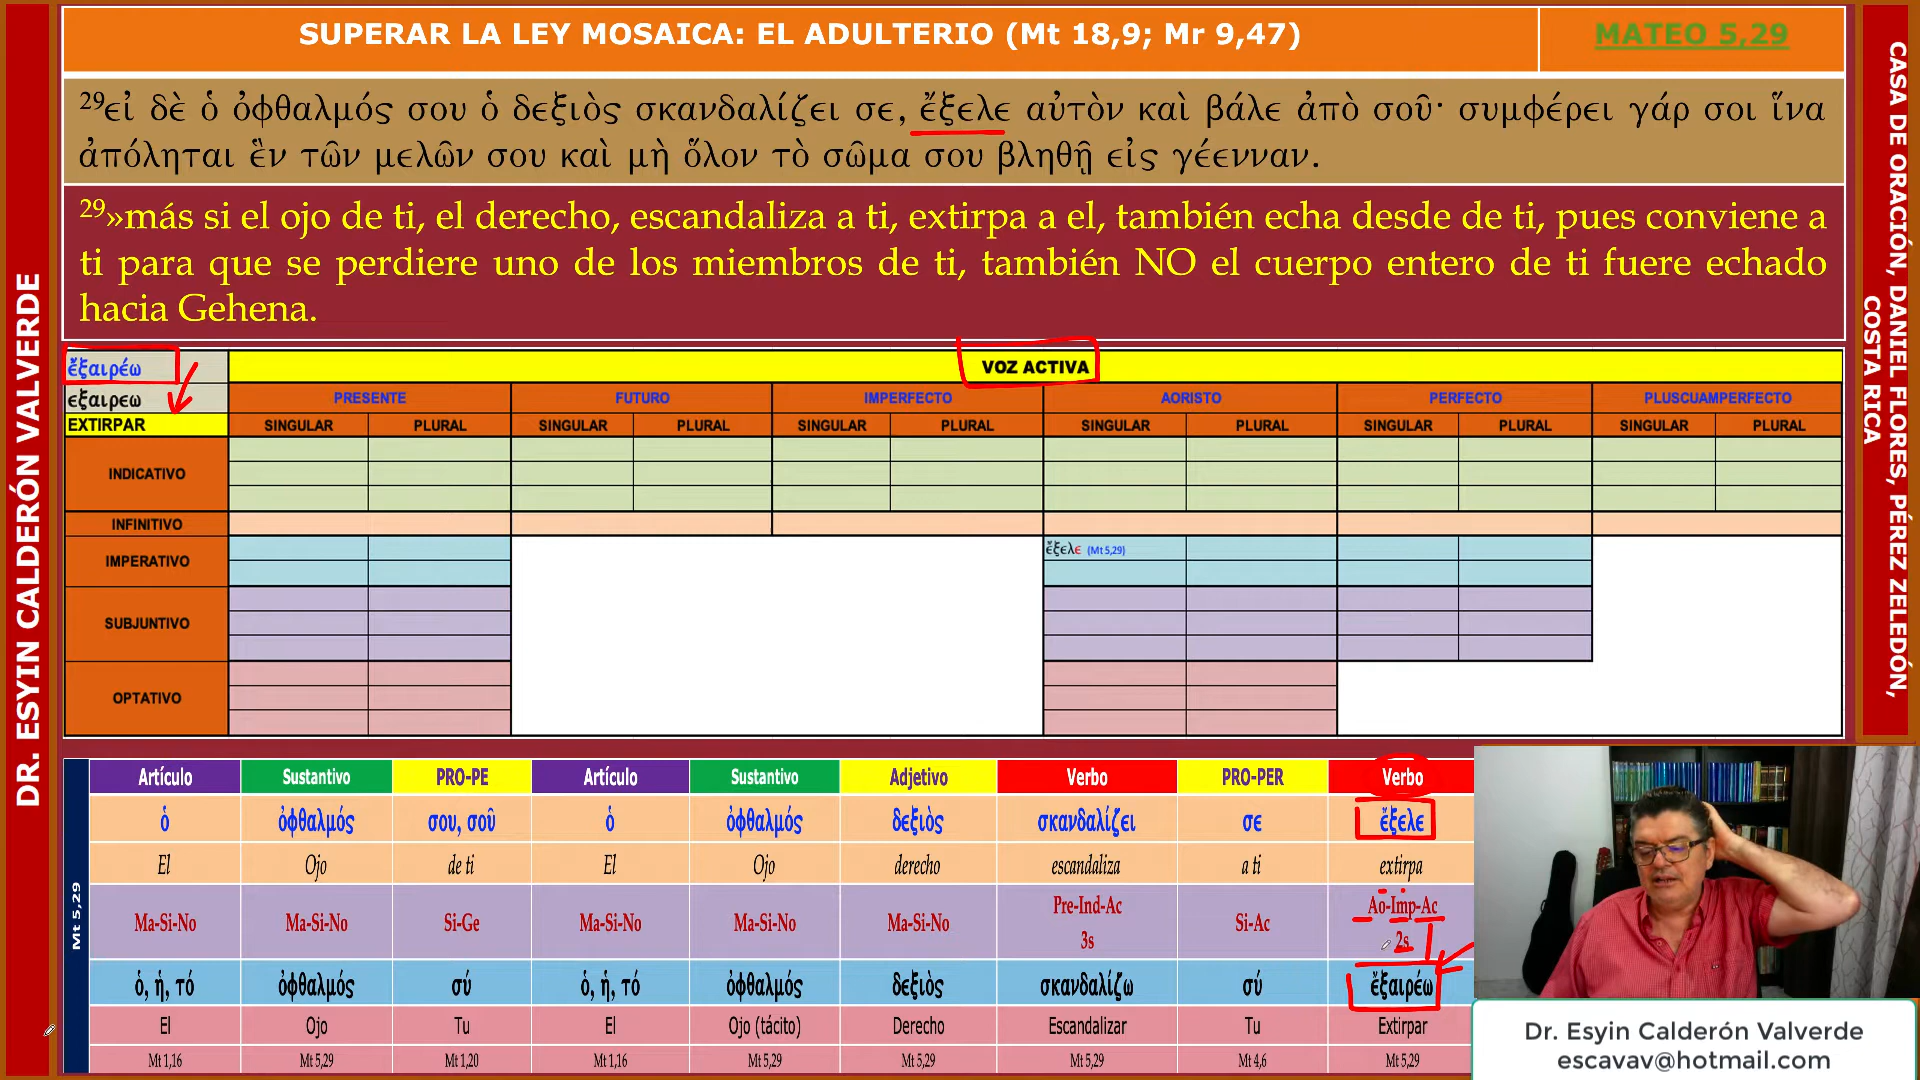 SUPERAR LA LEY MOSAICA: EL ADULTERIO (Mt 18,9; Mr 9,47)
MATEO 5,29
²⁹εἰ δὲ ὁ ὀφθαλμός σου ὁ δεξιὸς σκανδαλίζει σε, ἔξελε αὐτὸν καὶ βάλε ἀπὸ σοῦ· συμφέρει γάρ σοι ἵνα
ἀπόληται ἓν τῶν μελῶν σου καὶ μὴ ὅλον τὸ σῶμα σου βληθῇ εἰς γέενναν.
²⁹»más si el ojo de ti, el derecho, escandaliza a ti, extirpa a el, también echa desde de ti, pues conviene a
ti para que se perdiere uno de los miembros de ti, también NO el cuerpo entero de ti fuere echado
hacia Gehena.
ἔξαιρέω VOZ ACTIVA
εξαιρεω PRESENTE FUTURO IMPERFECTO AORISTO PERFECTO PLUSCUAMPERFECTO
EXTIRPAR SINGULAR PLURAL SINGULAR PLURAL SINGULAR PLURAL SINGULAR PLURAL SINGULAR PLURAL SINGULAR PLURAL
INDICATIVO
INFINITIVO
IMPERATIVO ἔξελε (Mt 5,29)
SUBJUNTIVO
OPTATIVO
Mt 5,29
Artículo Sustantivo PRO-PE Artículo Sustantivo Adjetivo Verbo PRO-PER Verbo
ὁ ὀφθαλμός σου, σοῦ ὁ ὀφθαλμός δεξιὸς σκανδαλίζει σε ἔξελε
El Ojo de ti El Ojo derecho escandaliza a ti extirpa
Ma-Si-No Ma-Si-No Si-Ge Ma-Si-No Ma-Si-No Ma-Si-No Pre-Ind-Ac Si-Ac Ao-Imp-Ac
3s 2s
ὁ, ἡ, τό ὀφθαλμός σύ ὁ, ἡ, τό ὀφθαλμός δεξιὸς σκανδαλίζω σύ ἔξαιρέω
El Ojo Tu El Ojo (tácito) Derecho Escandalizar Tu Extirpar
Mt 1,16 Mt 5,29 Mt 1,20 Mt 1,16 Mt 5,29 Mt 5,29 Mt 5,29 Mt 4,6 Mt 5,29
DR. ESYIN CALDERÓN VALVERDE
CASA DE ORACIÓN, DANIEL FLORES, PÉREZ ZELEDÓN,
COSTA RICA
Dr. Esyin Calderón Valverde
escavav@hotmail.com